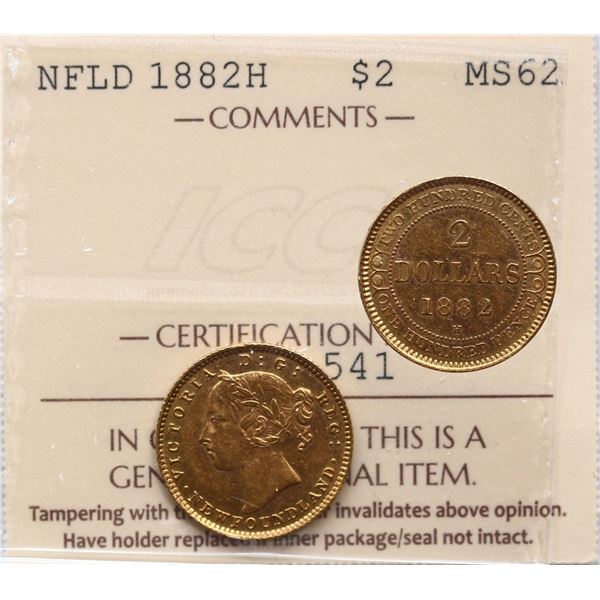 NFLD 1882H $2 MS62
— COMMENTS —
ICC
TWO HUNDRED CENTS
2
DOLLARS
1882
H
ONE HUNDRED PENCE
— CERTIFICATION
541
VICTORIA D: G: REG:
NEWFOUNDLAND
IN THIS IS A
GEN AL ITEM.
Tampering with r invalidates above opinion.
Have holder replaced if inner package/seal not intact.